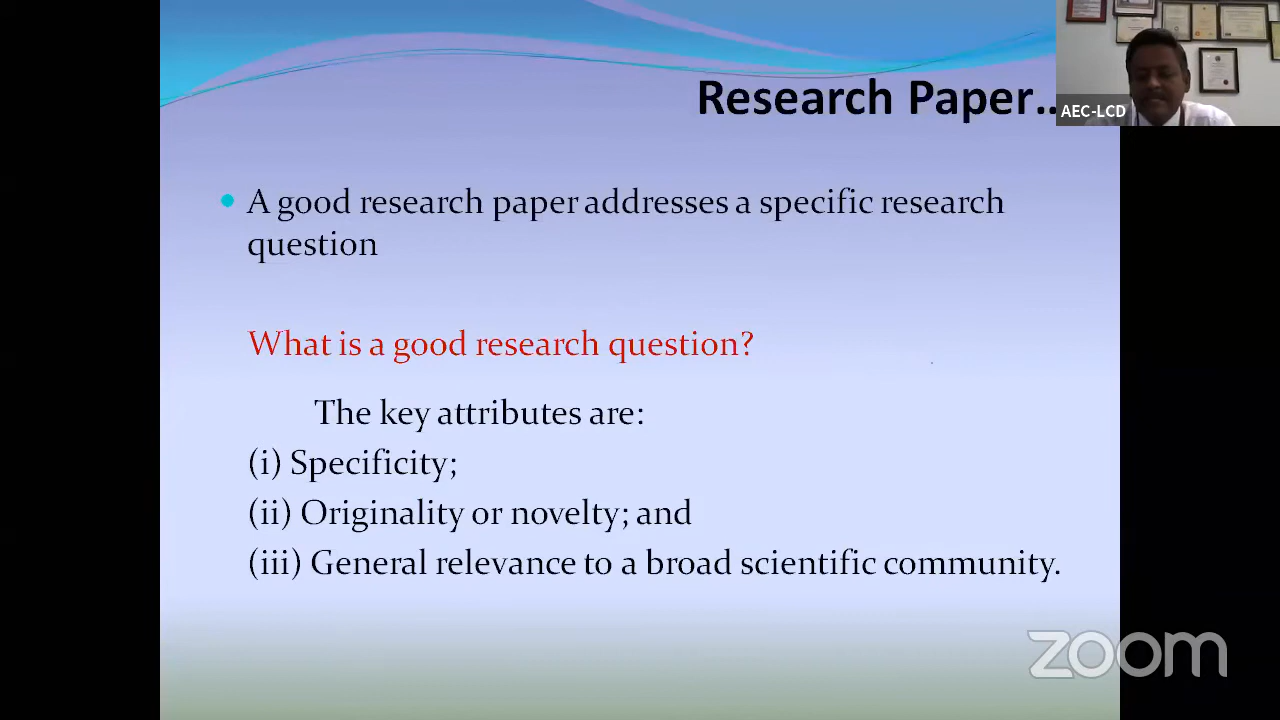 Research Paper..
AEC-LCD
A good research paper addresses a specific research
question
What is a good research question?
The key attributes are:
(i) Specificity;
(ii) Originality or novelty; and
(iii) General relevance to a broad scientific community.
zoom